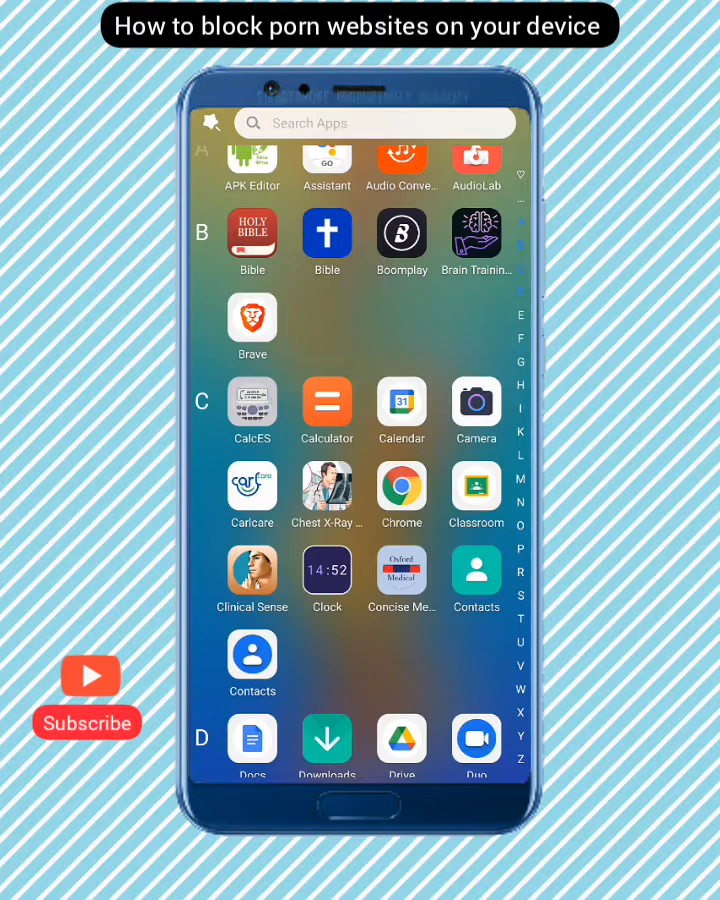 How to block porn websites on your device
Search Apps
A
GO
APK Editor Assistant Audio Conve... AudioLab
B
HOLY
BIBLE
Bible Bible Boomplay Brain Trainin...
Brave
C
31
CalcES Calculator Calendar Camera
carlcare
Carlcare Chest X-Ray ... Chrome Classroom
14:52
Oxford
Medical
Clinical Sense Clock Concise Me... Contacts
Contacts
D
Docs Downloads Drive Duo
...
A
B
D
E
F
G
H
I
K
L
M
N
O
P
R
S
T
U
V
W
X
Y
Z
Subscribe